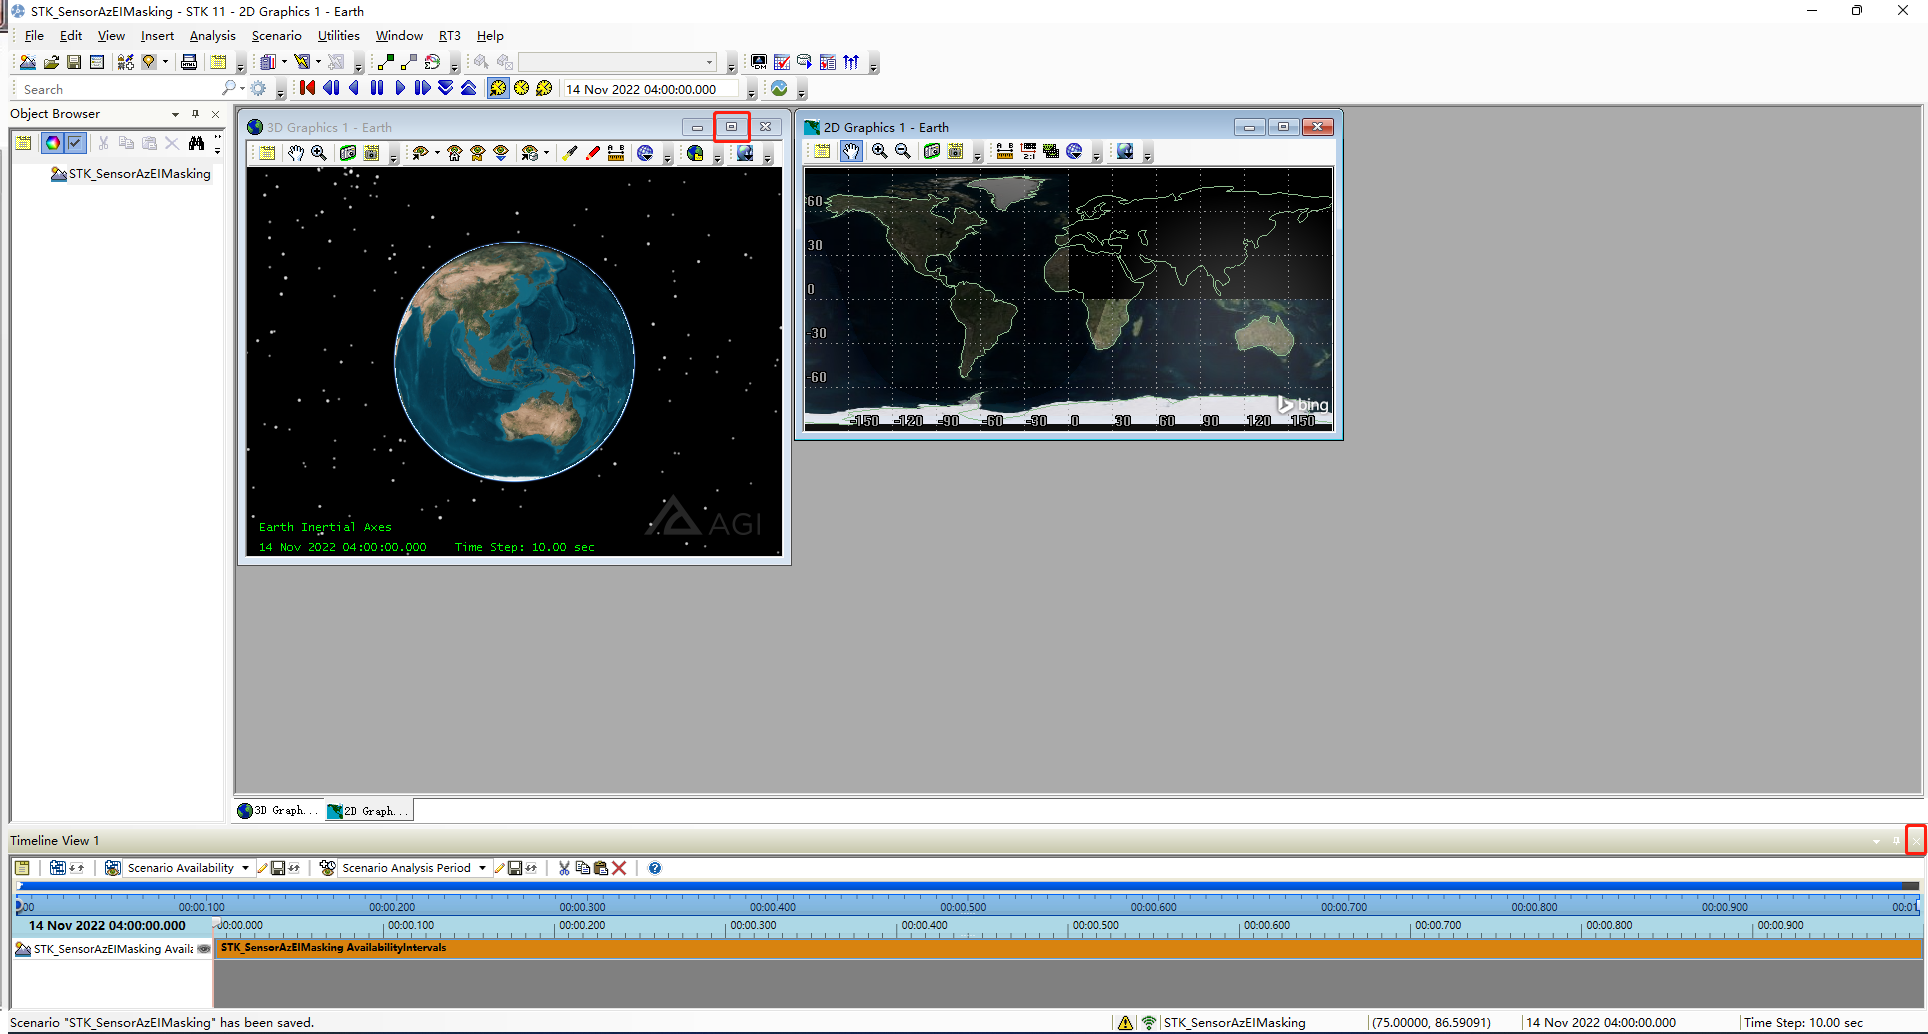 STK_SensorAzElMasking - STK 11 - 2D Graphics 1 - Earth
File Edit View Insert Analysis Scenario Utilities Window RT3 Help
Search
14 Nov 2022 04:00:00.000
Object Browser
STK_SensorAzElMasking
3D Graphics 1 - Earth
Earth Inertial Axes
14 Nov 2022 04:00:00.000 Time Step: 10.00 sec
AGI
2D Graphics 1 - Earth
60
30
0
-30
-60
-150 -120 -90 -60 -30 0 30 60 90 120 150
bing
3D Graph... 2D Graph...
Timeline View 1
Scenario Availability Scenario Analysis Period
00:00.100 00:00.200 00:00.300 00:00.400 00:00.500 00:00.600 00:00.700 00:00.800 00:00.900
14 Nov 2022 04:00:00.000 00:00.000 00:00.100 00:00.200 00:00.300 00:00.400 00:00.500 00:00.600 00:00.700 00:00.800 00:00.900
STK_SensorAzElMasking Availa STK_SensorAzElMasking AvailabilityIntervals
Scenario "STK_SensorAzElMasking" has been saved. STK_SensorAzElMasking (75.00000, 86.59091) 14 Nov 2022 04:00:00.000 Time Step: 10.00 sec